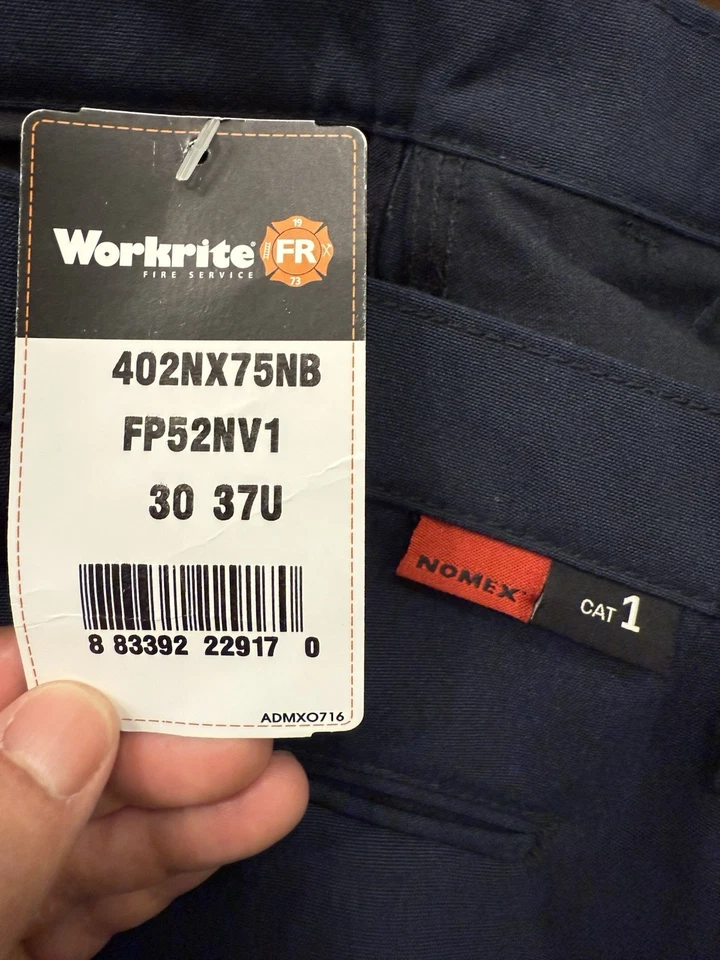 19
Workrite® FR
FIRE SERVICE
73
402NX75NB
FP52NV1
30 37U
8 83392 22917 0
ADMXO716
NOMEX
CAT 1